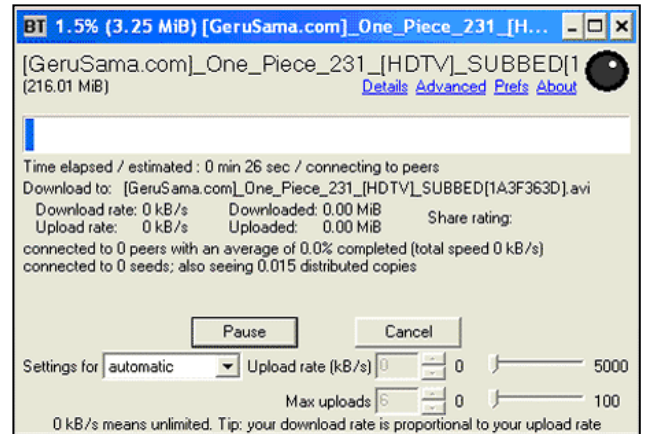 BT 1.5% (3.25 MiB) [GeruSama.com]_One_Piece_231_[H...
[GeruSama.com]_One_Piece_231_[HDTV]_SUBBED[1
(216.01 MiB) Details Advanced Prefs About
Time elapsed / estimated : 0 min 26 sec / connecting to peers
Download to: [GeruSama.com]_One_Piece_231_[HDTV]_SUBBED[1A3F363D].avi
Download rate: 0 kB/s Downloaded: 0.00 MiB Share rating:
Upload rate: 0 kB/s Uploaded: 0.00 MiB
connected to 0 peers with an average of 0.0% completed (total speed 0 kB/s)
connected to 0 seeds; also seeing 0.015 distributed copies
Pause Cancel
Settings for automatic Upload rate (kB/s) 0 0 5000
Max uploads 6 0 100
0 kB/s means unlimited. Tip: your download rate is proportional to your upload rate